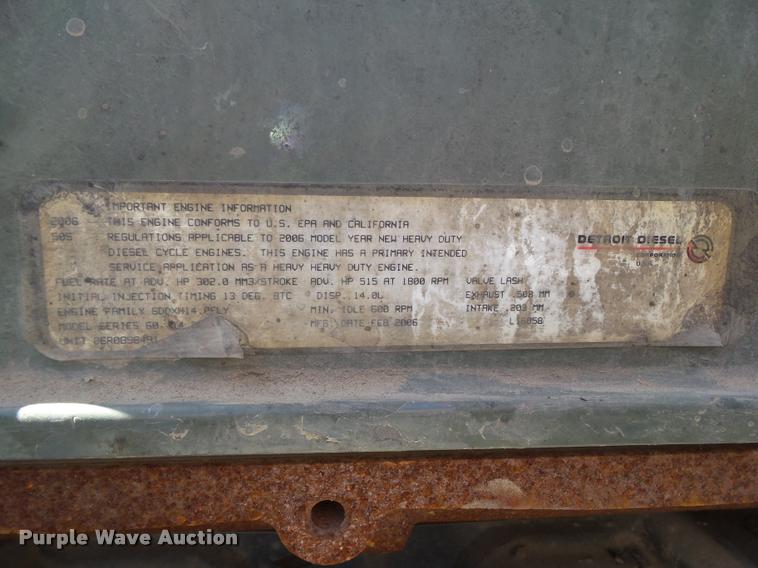 IMPORTANT ENGINE INFORMATION
2006 THIS ENGINE CONFORMS TO U.S. EPA AND CALIFORNIA
505 REGULATIONS APPLICABLE TO 2006 MODEL YEAR NEW HEAVY DUTY
DIESEL CYCLE ENGINES. THIS ENGINE HAS A PRIMARY INTENDED
SERVICE APPLICATION AS A HEAVY HEAVY DUTY ENGINE.
DETROIT DIESEL
CORPORATION
FUEL RATE AT ADV. HP 302.0 MM3/STROKE ADV. HP 515 AT 1800 RPM VALVE LASH
INITIAL INJECTION TIMING 13 DEG. BTC DISP. 14.0L EXHAUST .508 MM
ENGINE FAMILY 6DDXH14.0ELY MIN. IDLE 600 RPM INTAKE .203 MM
MODEL SERIES 60. MFG. DATE FEB 2006
UNIT
Purple Wave Auction